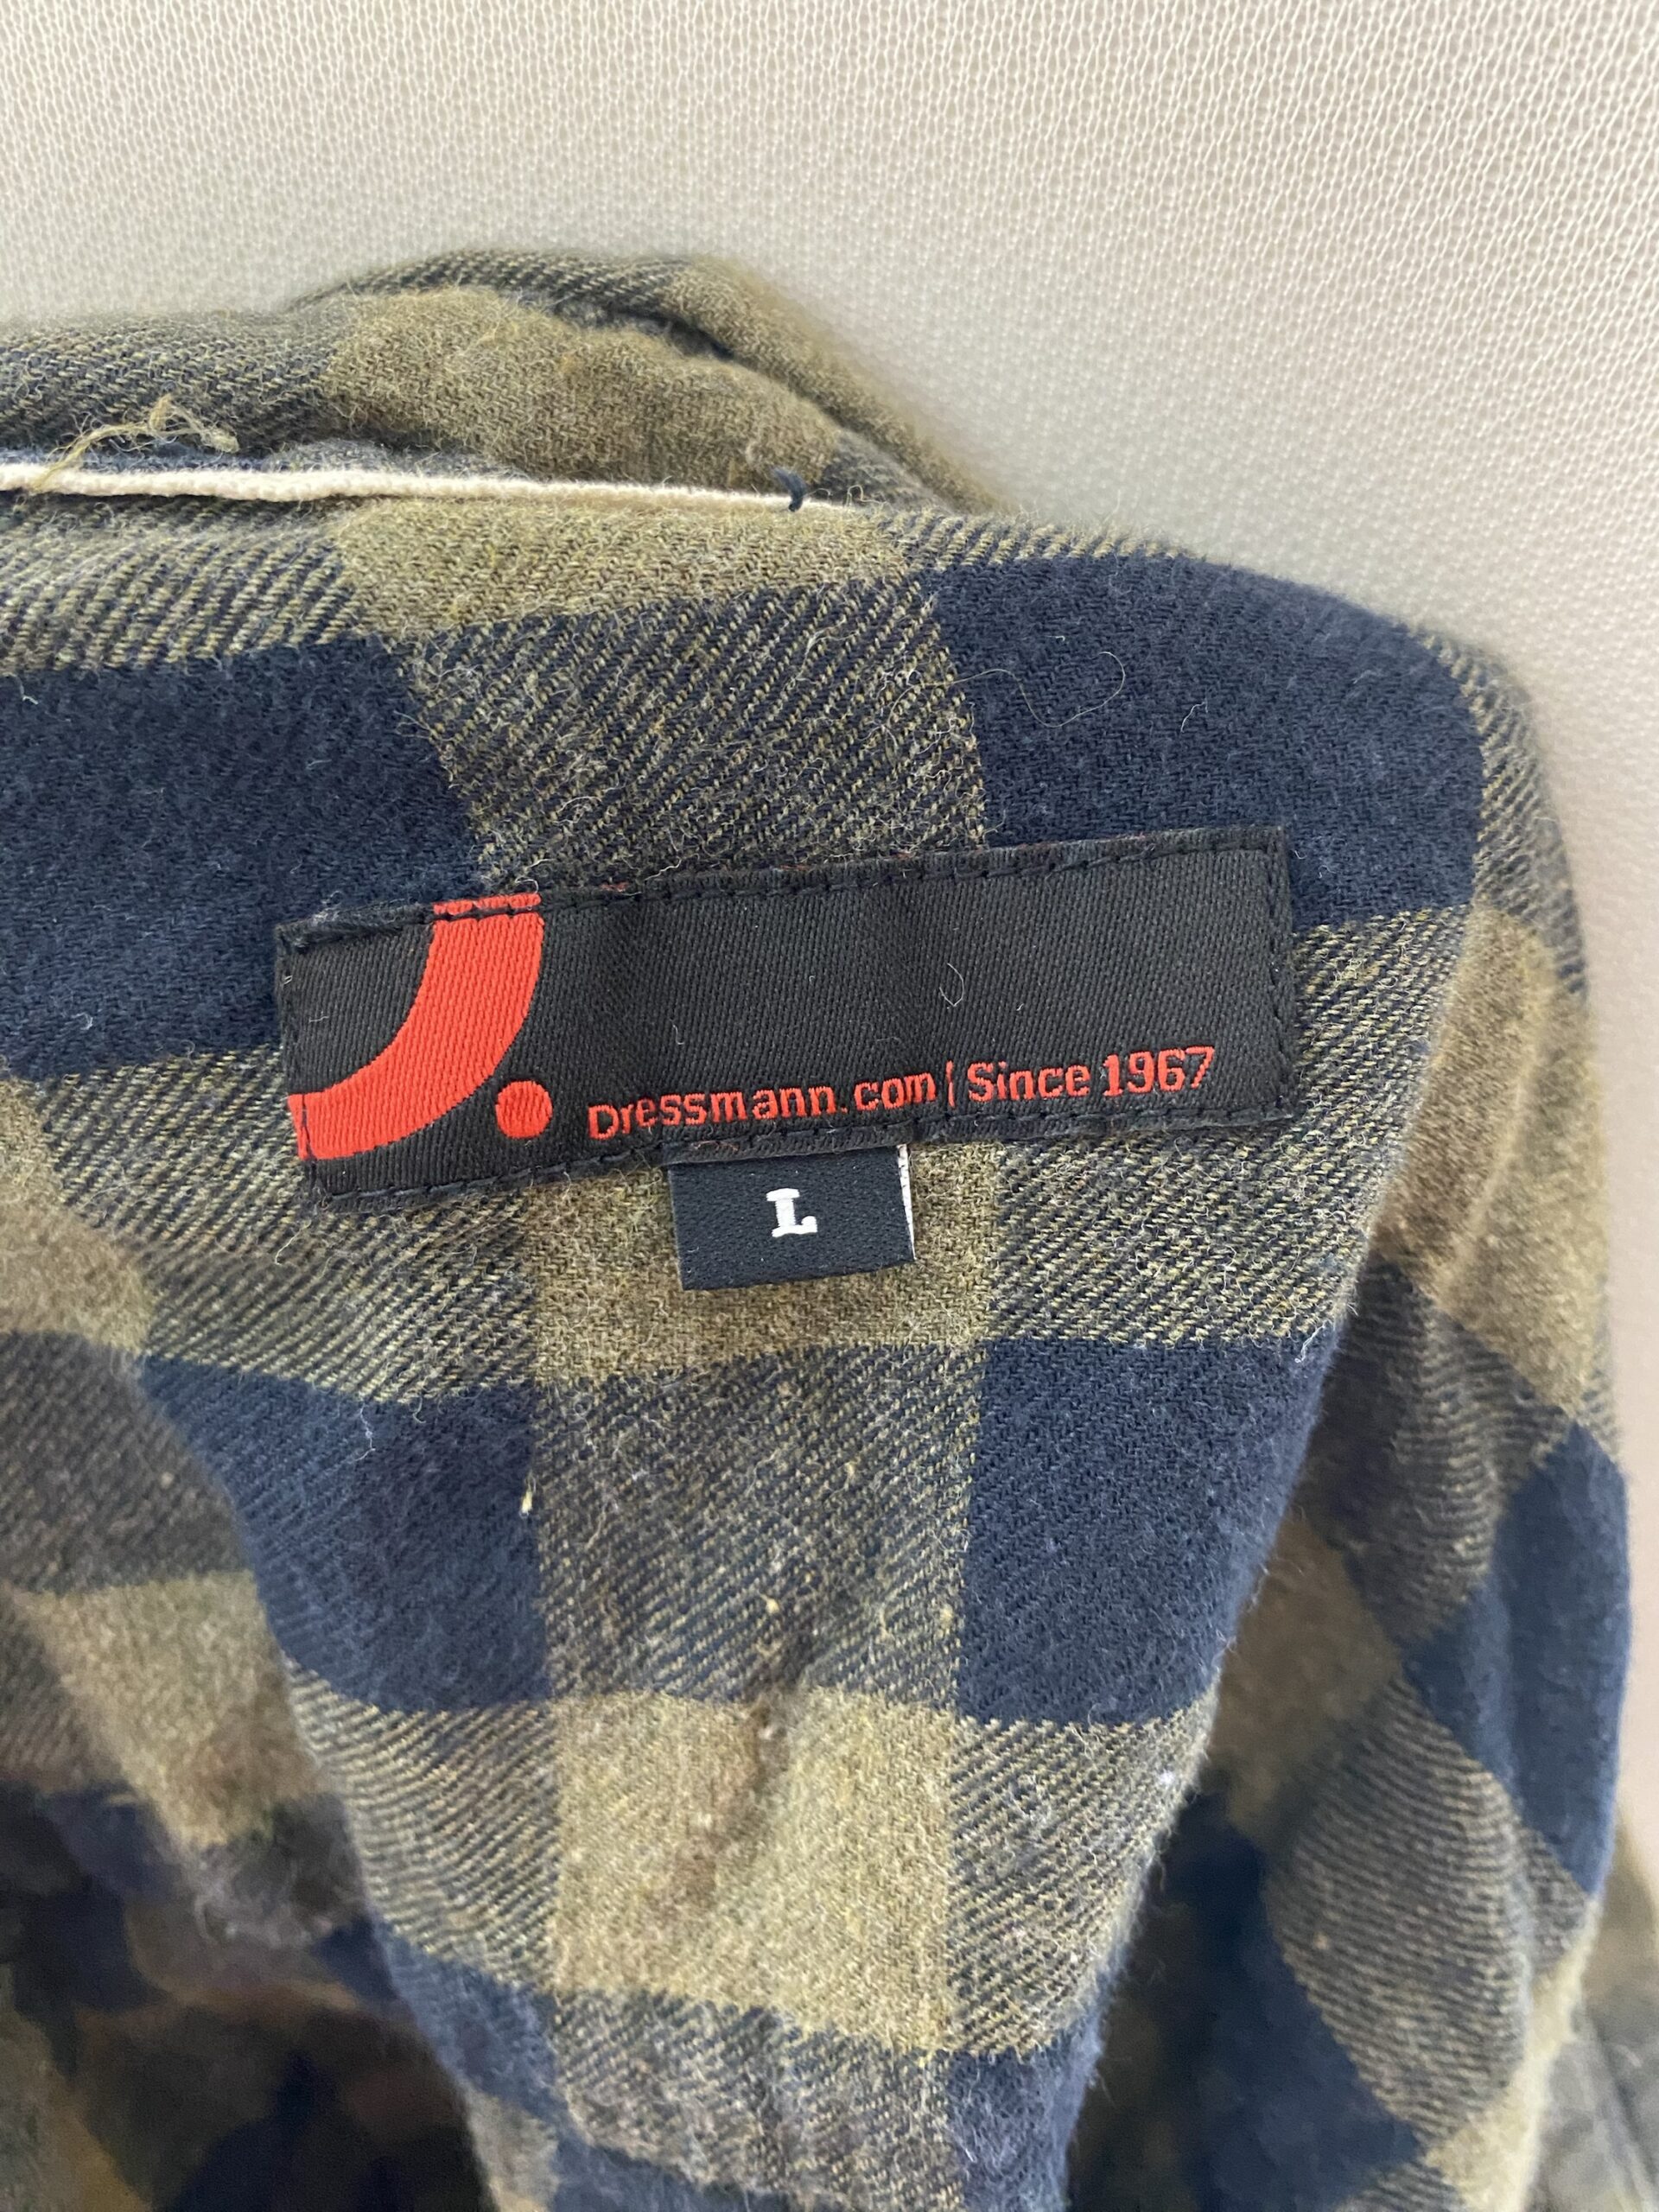 Dressmann.com | Since 1967
L